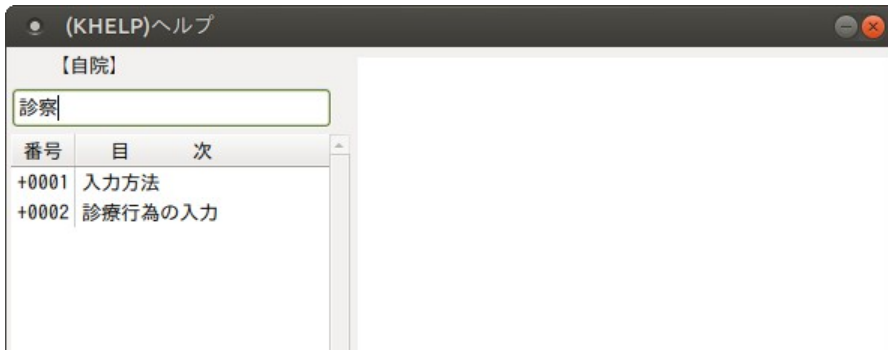 (KHELP)ヘルプ
【自院】
診察
番号 目 次
+0001 入力方法
+0002 診療行為の入力